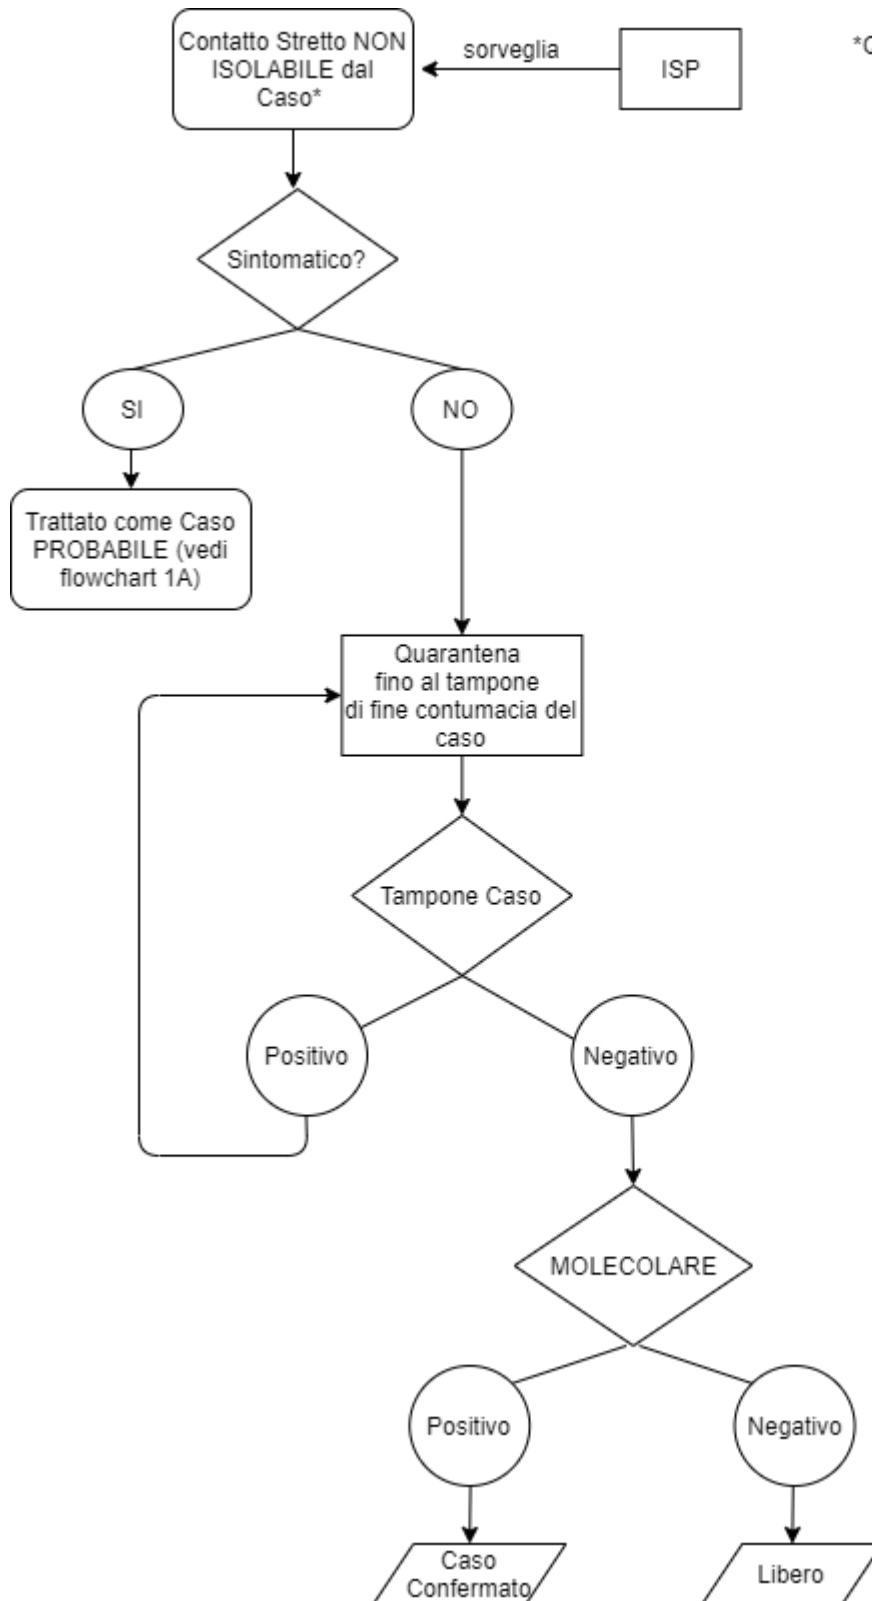 Contatto Stretto NON
ISOLABILE dal
Caso*
sorveglia
ISP
*C
Sintomatico?
SI
NO
Trattato come Caso
PROBABILE (vedi
flowchart 1A)
Quarantena
fino al tampone
di fine contumacia del
caso
Tampone Caso
Positivo
Negativo
MOLECOLARE
Positivo
Negativo
Caso
Confermato
Libero